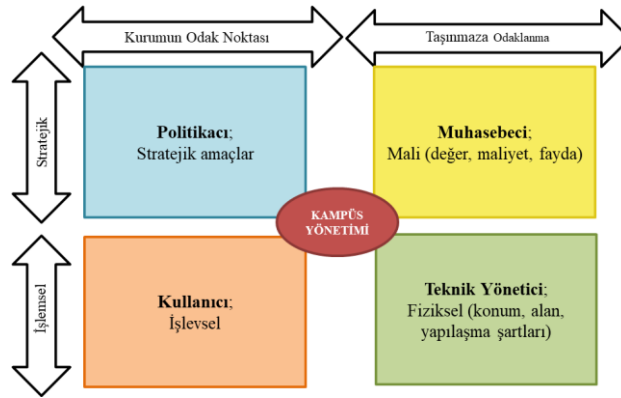 Kurumun Odak Noktası
Taşınmaza Odaklanma
Stratejik
Politikacı;
Stratejik amaçlar
Muhasebeci;
Mali (değer, maliyet, fayda)
KAMPÜS
YÖNETİMİ
İşlemsel
Kullanıcı;
İşlevsel
Teknik Yönetici;
Fiziksel (konum, alan,
yapılaşma şartları)